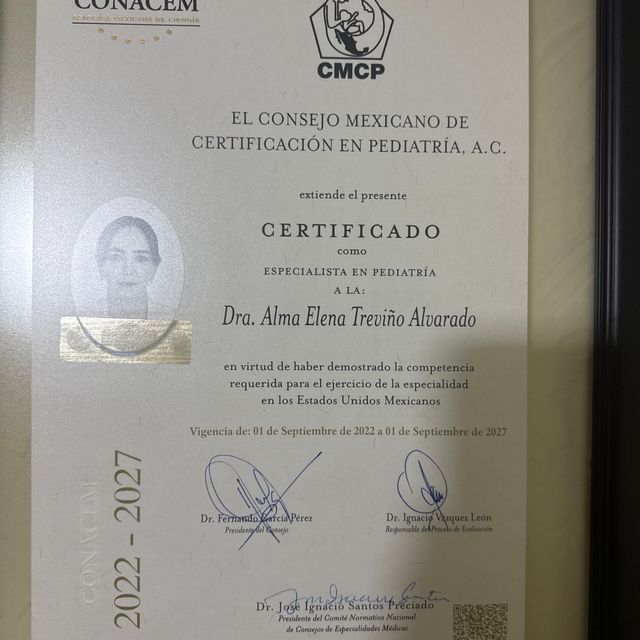 CONACEM
ACADEMIA MEXICANA DE CIRUGÍA
CMCP
EL CONSEJO MEXICANO DE
CERTIFICACIÓN EN PEDIATRÍA, A.C.
extiende el presente
CERTIFICADO
como
ESPECIALISTA EN PEDIATRÍA
A LA:
Dra. Alma Elena Treviño Alvarado
en virtud de haber demostrado la competencia
requerida para el ejercicio de la especialidad
en los Estados Unidos Mexicanos
Vigencia de: 01 de Septiembre de 2022 a 01 de Septiembre de 2027
CONACEM
2022 - 2027
Dr. Fernando García Pérez
Presidente del Consejo
Dr. Ignacio Vázquez León
Responsable del Proceso de Evaluación
Dr. José Ignacio Santos Preciado
Presidente del Comité Normativo Nacional
de Consejos de Especialidades Médicas